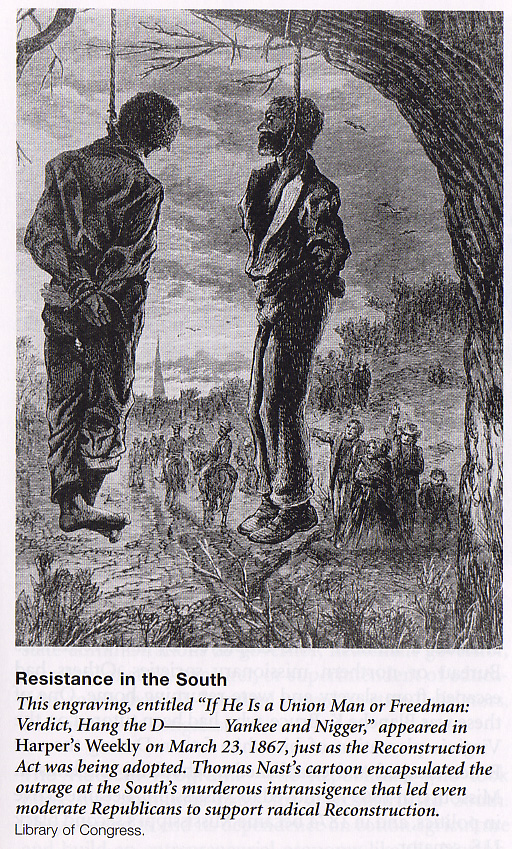 Resistance in the South
This engraving, entitled “If He Is a Union Man or Freedman:
Verdict, Hang the D—— Yankee and Nigger,” appeared in
Harper's Weekly on March 23, 1867, just as the Reconstruction
Act was being adopted. Thomas Nast's cartoon encapsulated the
outrage at the South's murderous intransigence that led even
moderate Republicans to support radical Reconstruction.
Library of Congress.